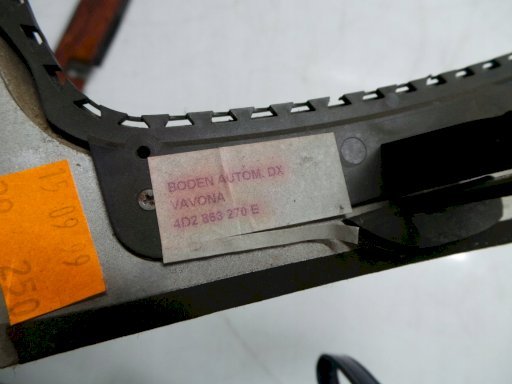 BODEN AUTOM. DX
VAVONA
4D2 863 270 E
15 09 99
250